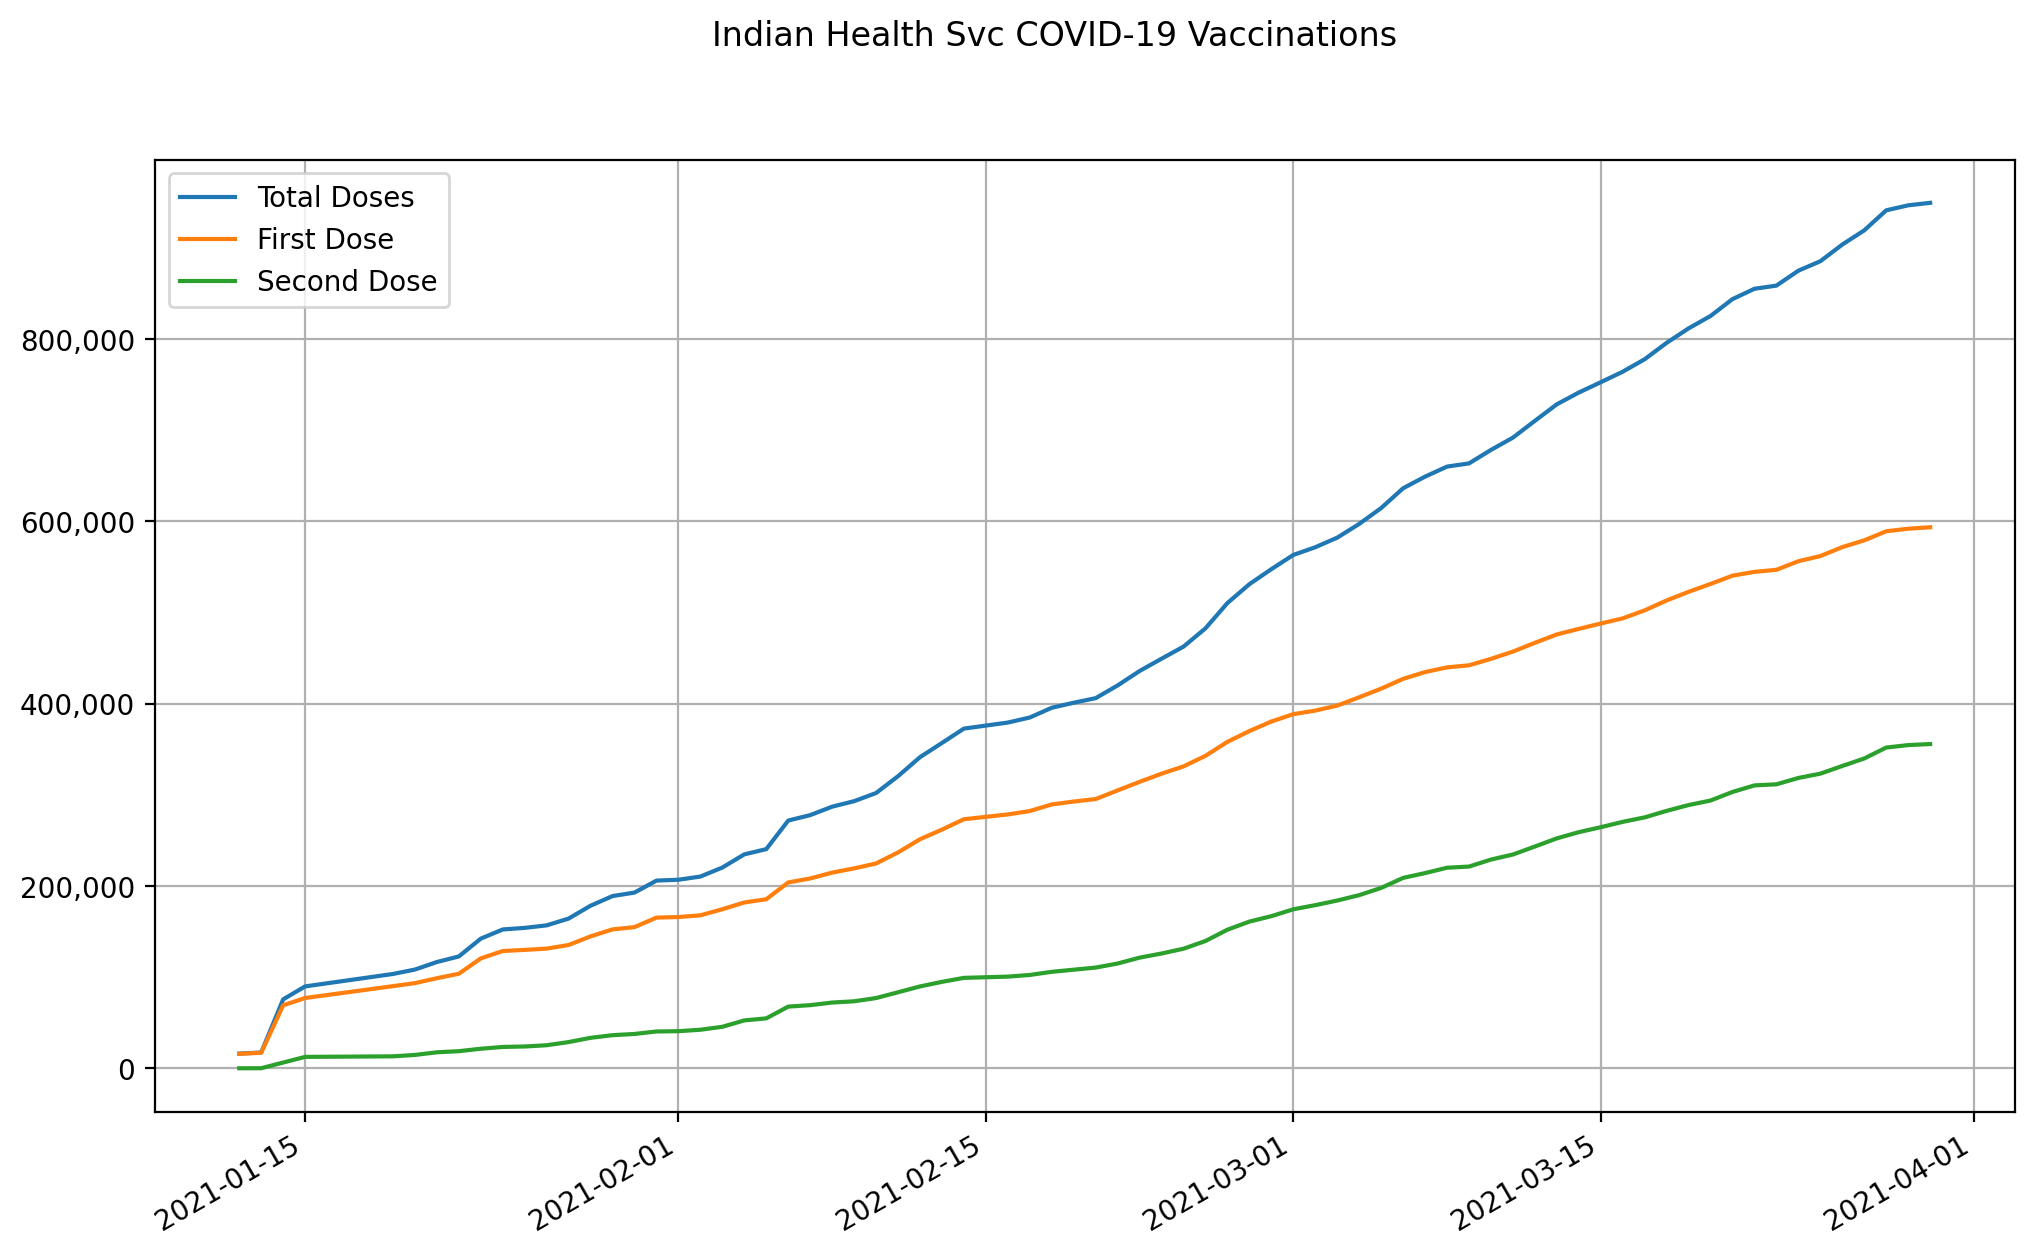 Indian Health Svc COVID-19 Vaccinations
Total Doses
First Dose
Second Dose
800,000
600,000
400,000
200,000
0
2021-01-15
2021-02-01
2021-02-15
2021-03-01
2021-03-15
2021-04-01